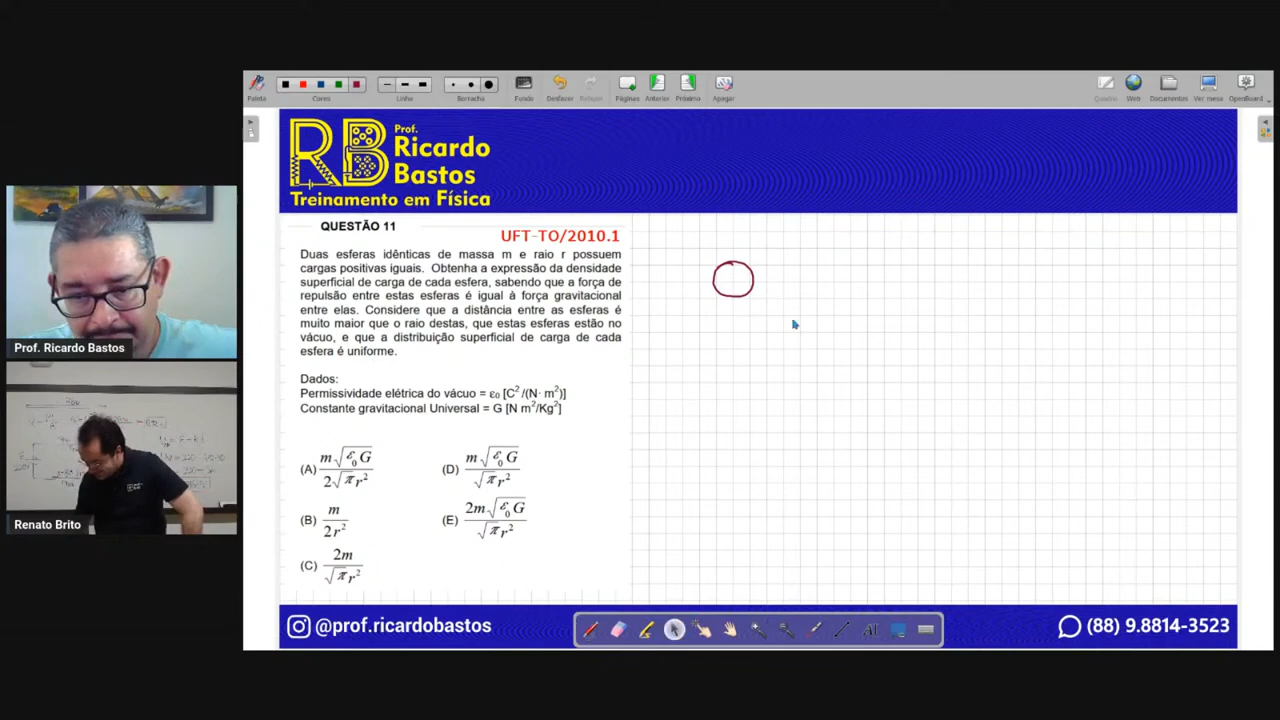 Paleta
Cores
Linha
Borracha
Fundo
Desfazer
Refazer
Páginas
Anterior
Próximo
Apagar
Quadro
Web
Documentos
Ver mesa
OpenBoard
RB
Prof.
Ricardo
Bastos
Treinamento em Física
QUESTÃO 11
UFT-TO/2010.1
Duas esferas idênticas de massa m e raio r possuem
cargas positivas iguais. Obtenha a expressão da densidade
superficial de carga de cada esfera, sabendo que a força de
repulsão entre estas esferas é igual à força gravitacional
entre elas. Considere que a distância entre as esferas é
muito maior que o raio destas, que estas esferas estão no
vácuo, e que a distribuição superficial de carga de cada
esfera é uniforme.
Dados:
Permissividade elétrica do vácuo = ε₀ [C²/(N· m²)]
Constante gravitacional Universal = G [N m²/Kg²]
(A) m√ε₀G / 2√π r²
(D) m√ε₀G / √π r²
(B) m / 2r²
(E) 2m√ε₀G / √π r²
(C) 2m / √π r²
Prof. Ricardo Bastos
Renato Brito
@prof.ricardobastos
(88) 9.8814-3523